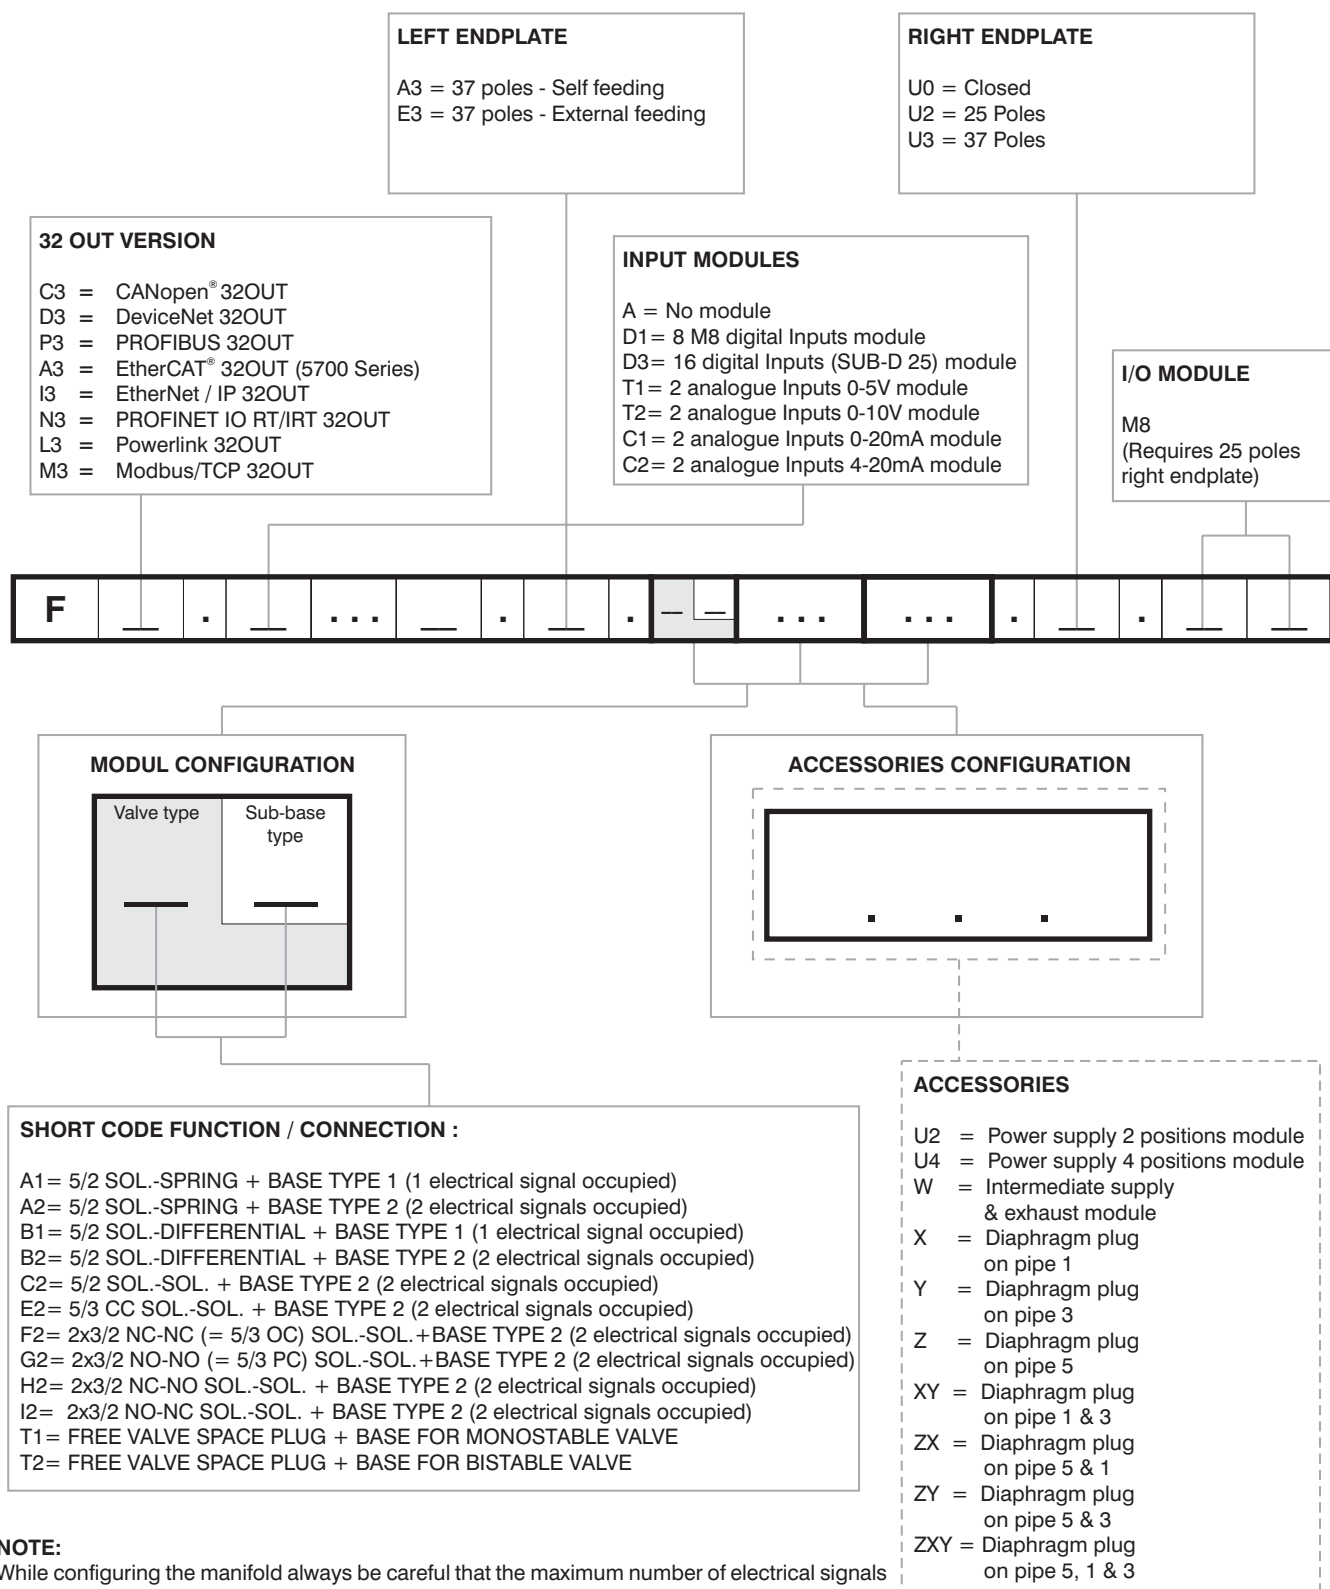 LEFT ENDPLATE
A3 = 37 poles - Self feeding
E3 = 37 poles - External feeding
RIGHT ENDPLATE
U0 = Closed
U2 = 25 Poles
U3 = 37 Poles
32 OUT VERSION
C3 = CANopen® 32OUT
D3 = DeviceNet 32OUT
P3 = PROFIBUS 32OUT
A3 = EtherCAT® 32OUT (5700 Series)
I3 = EtherNet / IP 32OUT
N3 = PROFINET IO RT/IRT 32OUT
L3 = Powerlink 32OUT
M3 = Modbus/TCP 32OUT
INPUT MODULES
A = No module
D1= 8 M8 digital Inputs module
D3= 16 digital Inputs (SUB-D 25) module
T1= 2 analogue Inputs 0-5V module
T2= 2 analogue Inputs 0-10V module
C1= 2 analogue Inputs 0-20mA module
C2= 2 analogue Inputs 4-20mA module
I/O MODULE
M8
(Requires 25 poles
right endplate)
F __ . __ ... __ . __ . __ __ ... ... . __ . __ __
MODUL CONFIGURATION
Valve type
Sub-base
type
ACCESSORIES CONFIGURATION
. . .
SHORT CODE FUNCTION / CONNECTION :
A1= 5/2 SOL.-SPRING + BASE TYPE 1 (1 electrical signal occupied)
A2= 5/2 SOL.-SPRING + BASE TYPE 2 (2 electrical signals occupied)
B1= 5/2 SOL.-DIFFERENTIAL + BASE TYPE 1 (1 electrical signal occupied)
B2= 5/2 SOL.-DIFFERENTIAL + BASE TYPE 2 (2 electrical signals occupied)
C2= 5/2 SOL.-SOL. + BASE TYPE 2 (2 electrical signals occupied)
E2= 5/3 CC SOL.-SOL. + BASE TYPE 2 (2 electrical signals occupied)
F2= 2x3/2 NC-NC (= 5/3 OC) SOL.-SOL.+BASE TYPE 2 (2 electrical signals occupied)
G2= 2x3/2 NO-NO (= 5/3 PC) SOL.-SOL.+BASE TYPE 2 (2 electrical signals occupied)
H2= 2x3/2 NC-NO SOL.-SOL. + BASE TYPE 2 (2 electrical signals occupied)
I2= 2x3/2 NO-NC SOL.-SOL. + BASE TYPE 2 (2 electrical signals occupied)
T1= FREE VALVE SPACE PLUG + BASE FOR MONOSTABLE VALVE
T2= FREE VALVE SPACE PLUG + BASE FOR BISTABLE VALVE
ACCESSORIES
U2 = Power supply 2 positions module
U4 = Power supply 4 positions module
W = Intermediate supply
& exhaust module
X = Diaphragm plug
on pipe 1
Y = Diaphragm plug
on pipe 3
Z = Diaphragm plug
on pipe 5
XY = Diaphragm plug
on pipe 1 & 3
ZX = Diaphragm plug
on pipe 5 & 1
ZY = Diaphragm plug
on pipe 5 & 3
ZXY = Diaphragm plug
on pipe 5, 1 & 3
NOTE:
While configuring the manifold always be careful that the maximum number of electrical signals